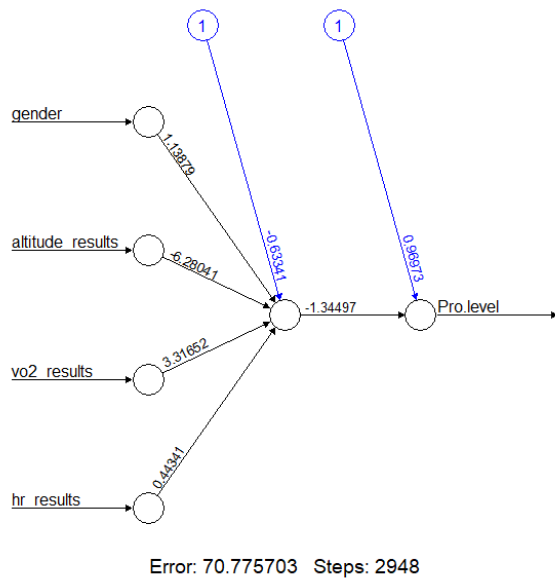 1 1
gender
1.13879
altitude_results
-6.28041
-0.63341
0.96973
-1.34497
Pro.level
vo2_results
3.31652
0.44341
hr_results
Error: 70.775703 Steps: 2948